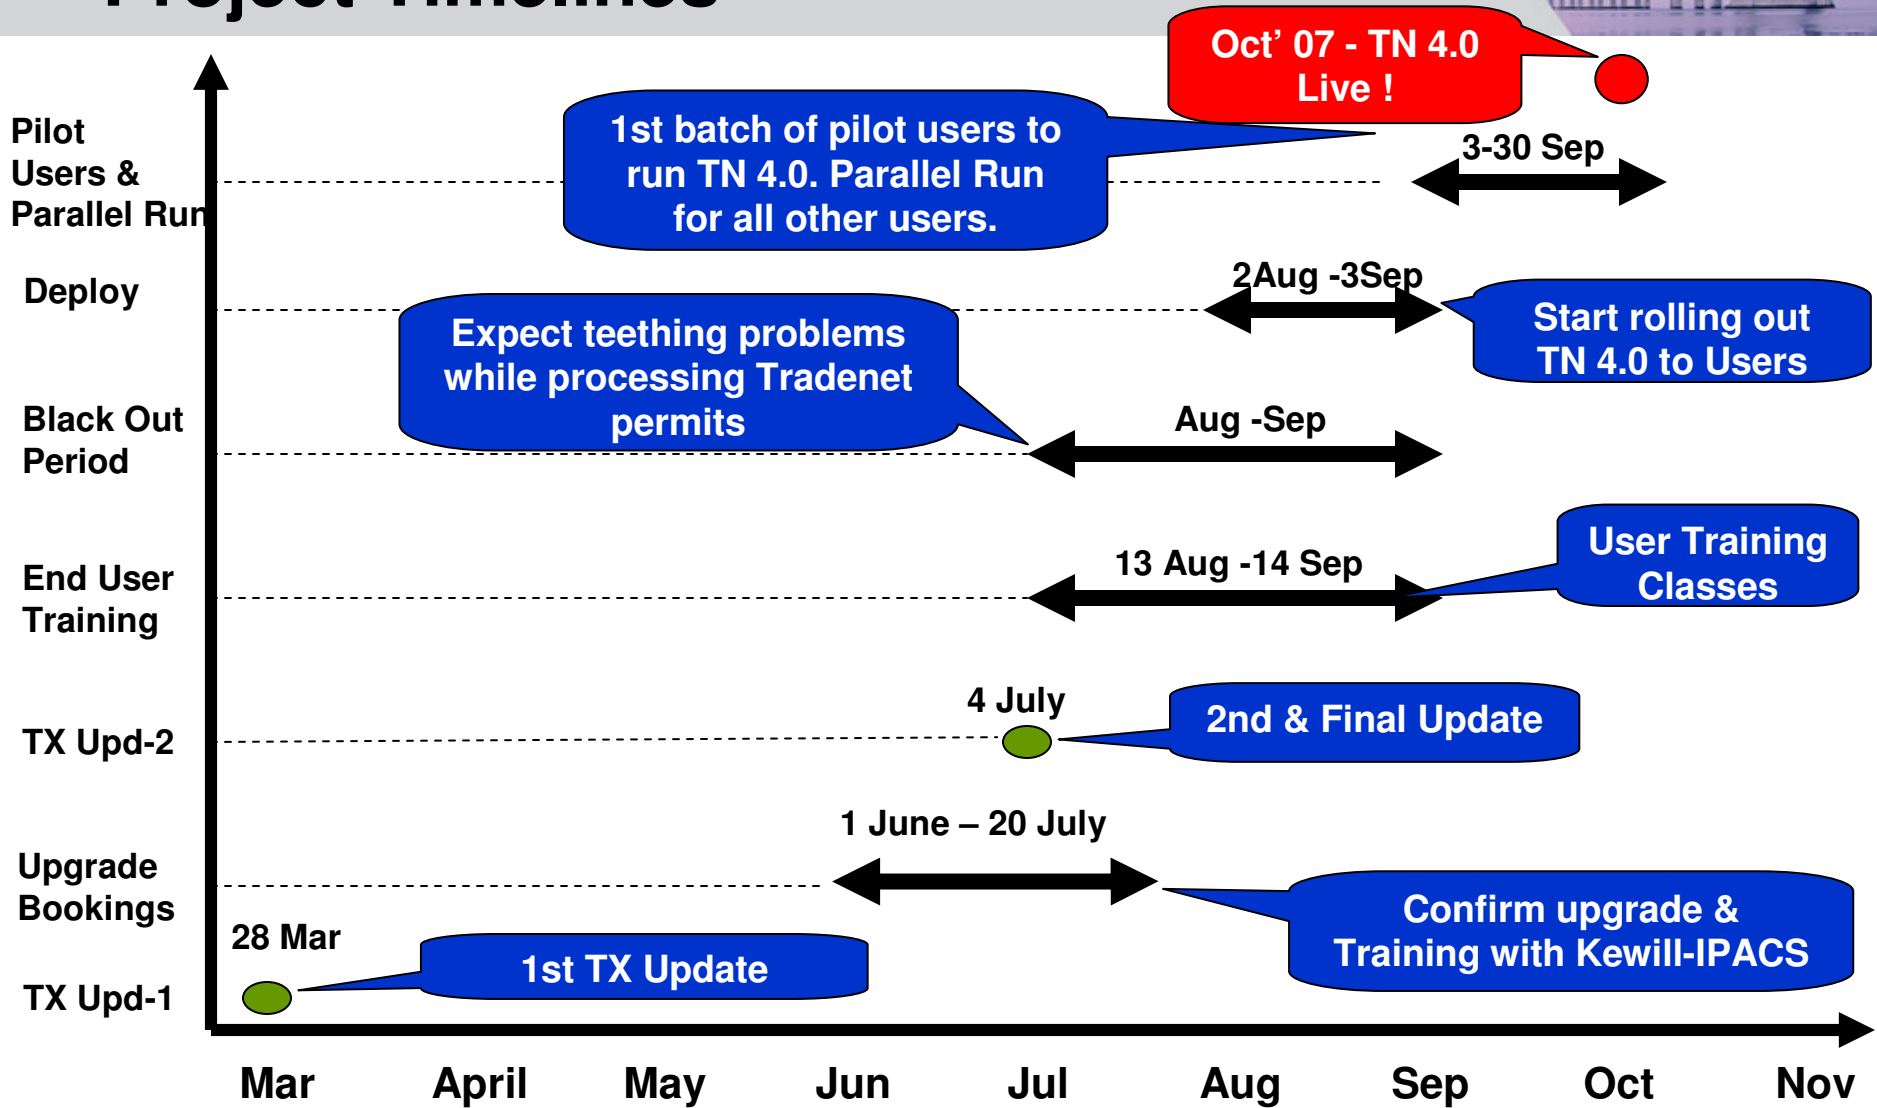 Project Timelines
Oct’ 07 - TN 4.0
Live !
Pilot
Users &
Parallel Run
1st batch of pilot users to
run TN 4.0. Parallel Run
for all other users.
3-30 Sep
Deploy
2Aug -3Sep
Start rolling out
TN 4.0 to Users
Expect teething problems
while processing Tradenet
permits
Black Out
Period
Aug -Sep
User Training
Classes
End User
Training
13 Aug -14 Sep
4 July
2nd & Final Update
TX Upd-2
1 June – 20 July
Upgrade
Bookings
Confirm upgrade &
Training with Kewill-IPACS
28 Mar
1st TX Update
TX Upd-1
Mar April May Jun Jul Aug Sep Oct Nov